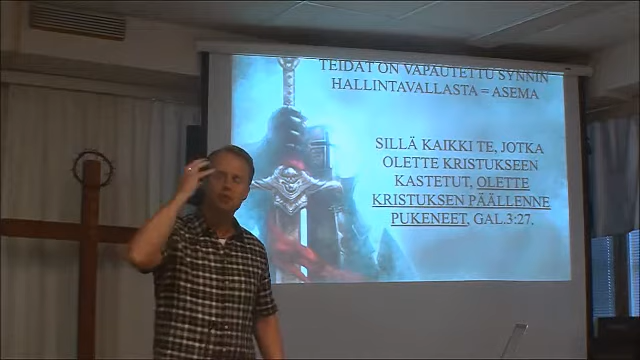 TEIDÄT ON VAPAUTETTU SYNNIN
HALLINTAVALLASTA = ASEMA
SILLÄ KAIKKI TE, JOTKA
OLETTE KRISTUKSEEN
KASTETUT, OLETTE
KRISTUKSEN PÄÄLLENNE
PUKENEET, GAL.3:27.